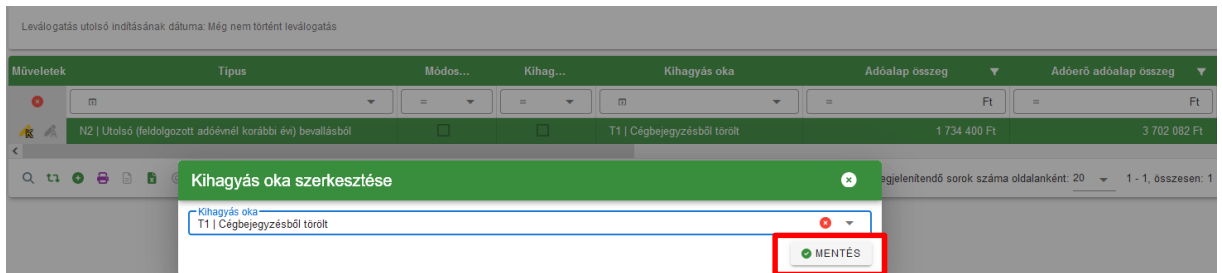 Leválogatás utolsó indításának dátuma: Még nem történt leválogatás
Műveletek Típus Módos... Kihag... Kihagyás oka Adóalap összeg Adóerő adóalap összeg
= = = Ft = Ft
N2 | Utolsó (feldolgozott adóévnél korábbi évi) bevallásból T1 | Cégbejegyzésből törölt 1 734 400 Ft 3 702 082 Ft
Kihagyás oka szerkesztése
egjelenítendő sorok száma oldalanként: 20 1 - 1, összesen: 1
Kihagyás oka
T1 | Cégbejegyzésből törölt
MENTÉS